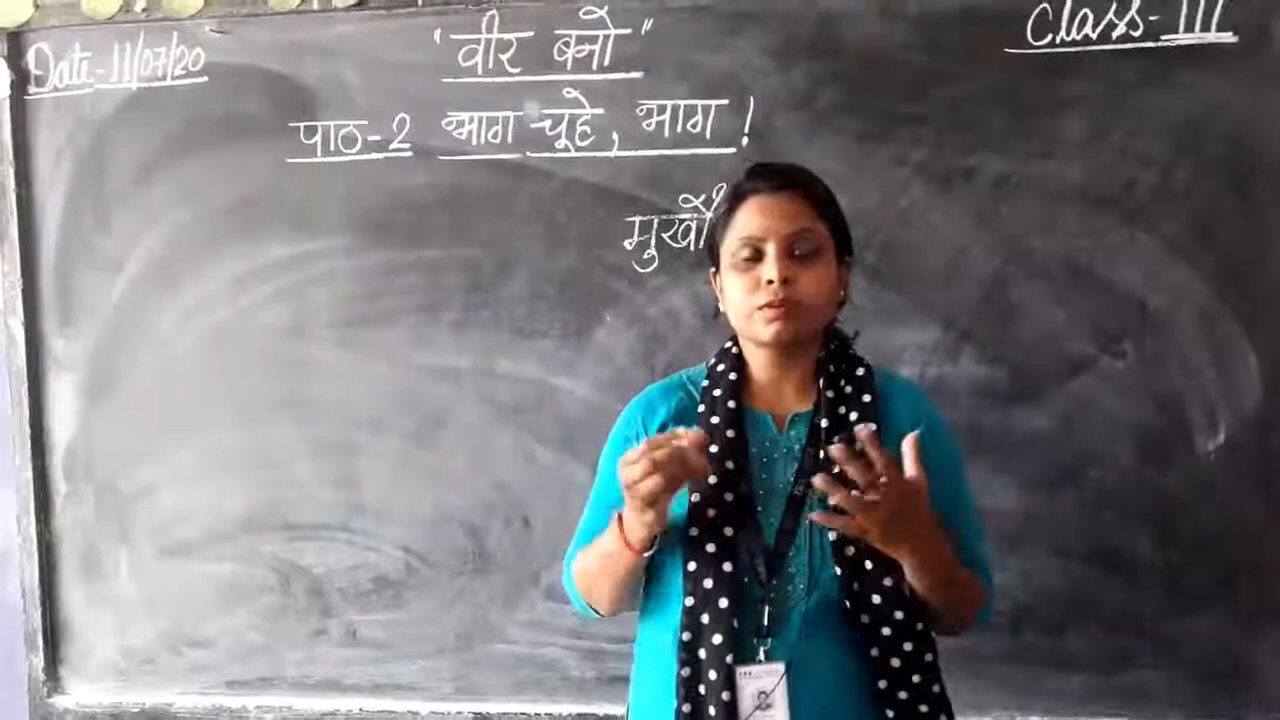 Date-11/07/20
"वीर बनो"
Class-III
पाठ-2 भाग चूहे, भाग !